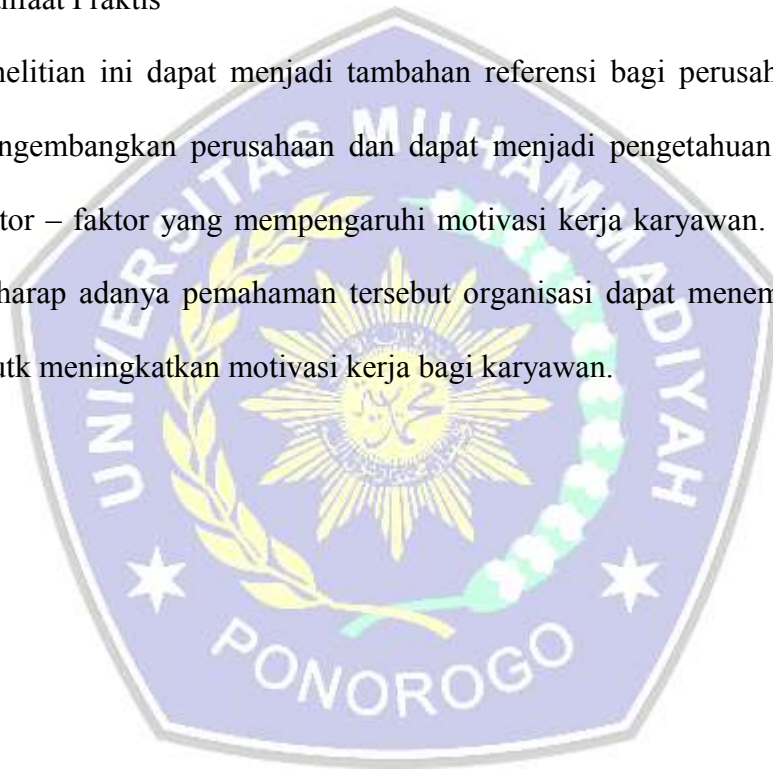 nfaat Praktis
nelitian ini dapat menjadi tambahan referensi bagi perusah
ngembangkan perusahaan dan dapat menjadi pengetahuan
tor – faktor yang mempengaruhi motivasi kerja karyawan.
harap adanya pemahaman tersebut organisasi dapat menem
utk meningkatkan motivasi kerja bagi karyawan.
UNIVERSITAS MUHAMMADIYAH
PONOROGO